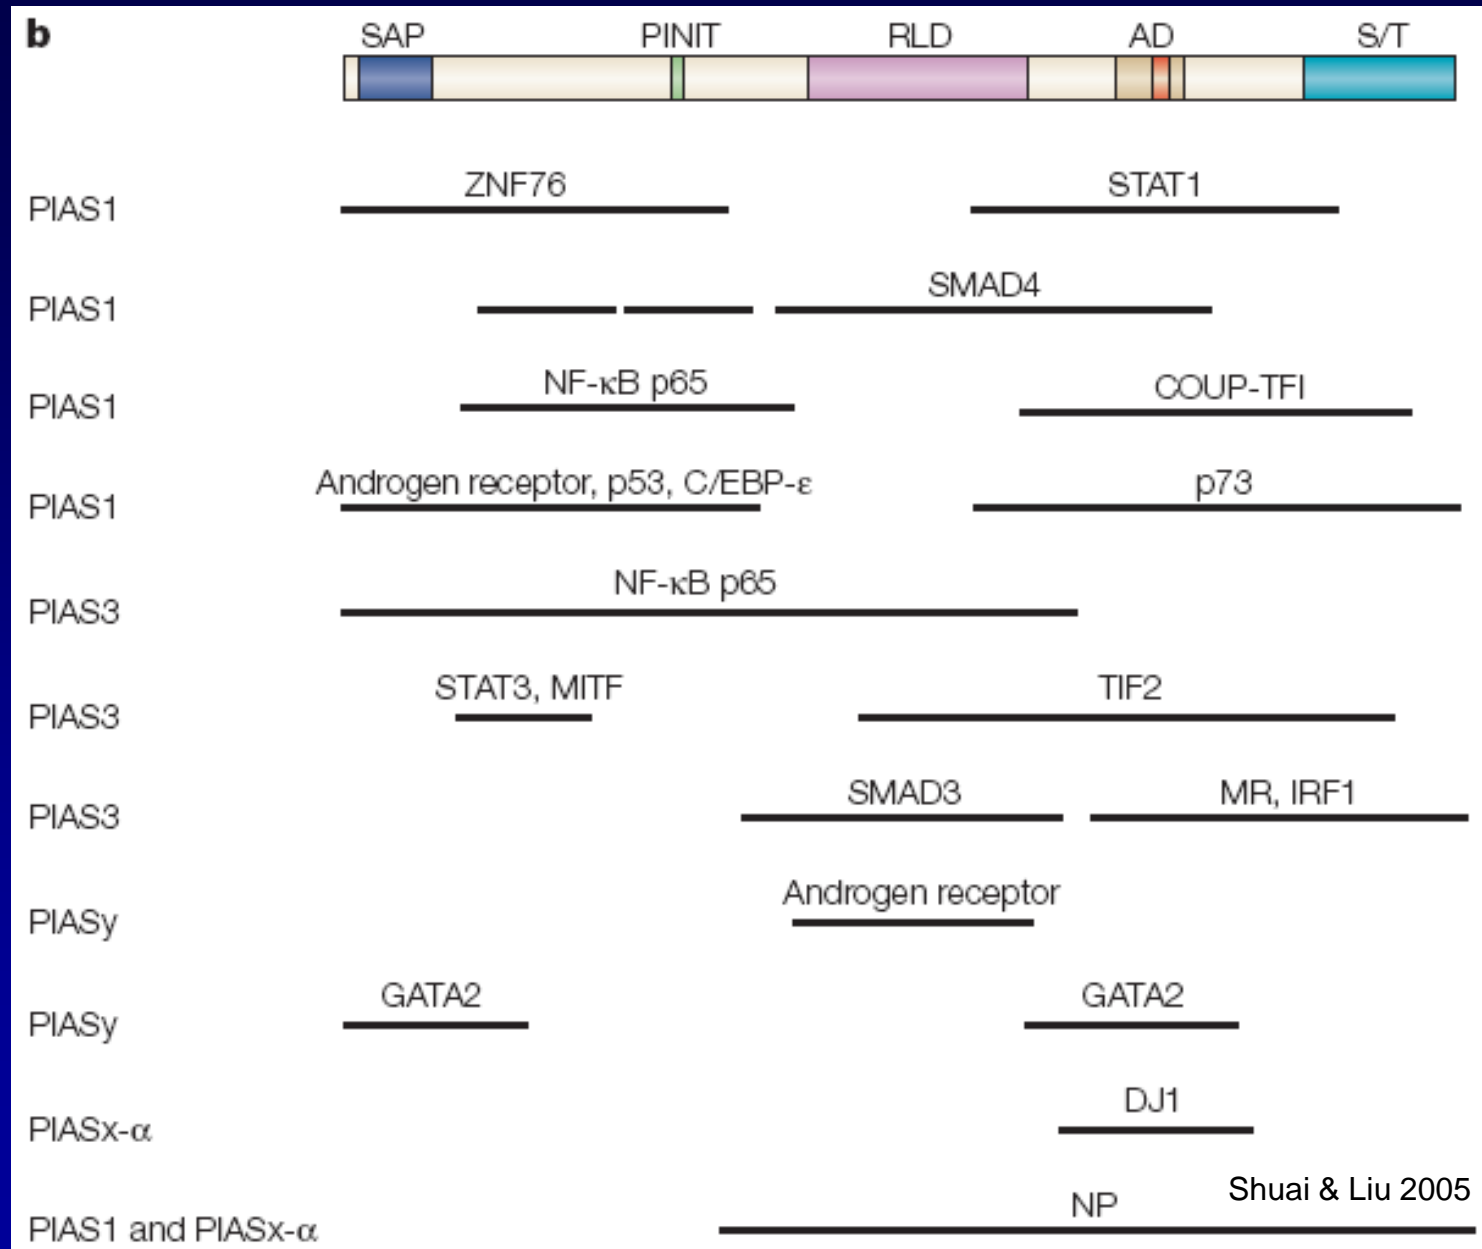 b
SAP PINIT RLD AD S/T
ZNF76 STAT1
PIAS1
SMAD4
PIAS1
NF-κB p65 COUP-TFI
PIAS1
Androgen receptor, p53, C/EBP-ε p73
PIAS1
NF-κB p65
PIAS3
STAT3, MITF TIF2
PIAS3
SMAD3 MR, IRF1
PIAS3
Androgen receptor
PIASy
GATA2 GATA2
PIASy
DJ1
PIASx-α
Shuai & Liu 2005
NP
PIAS1 and PIASx-α